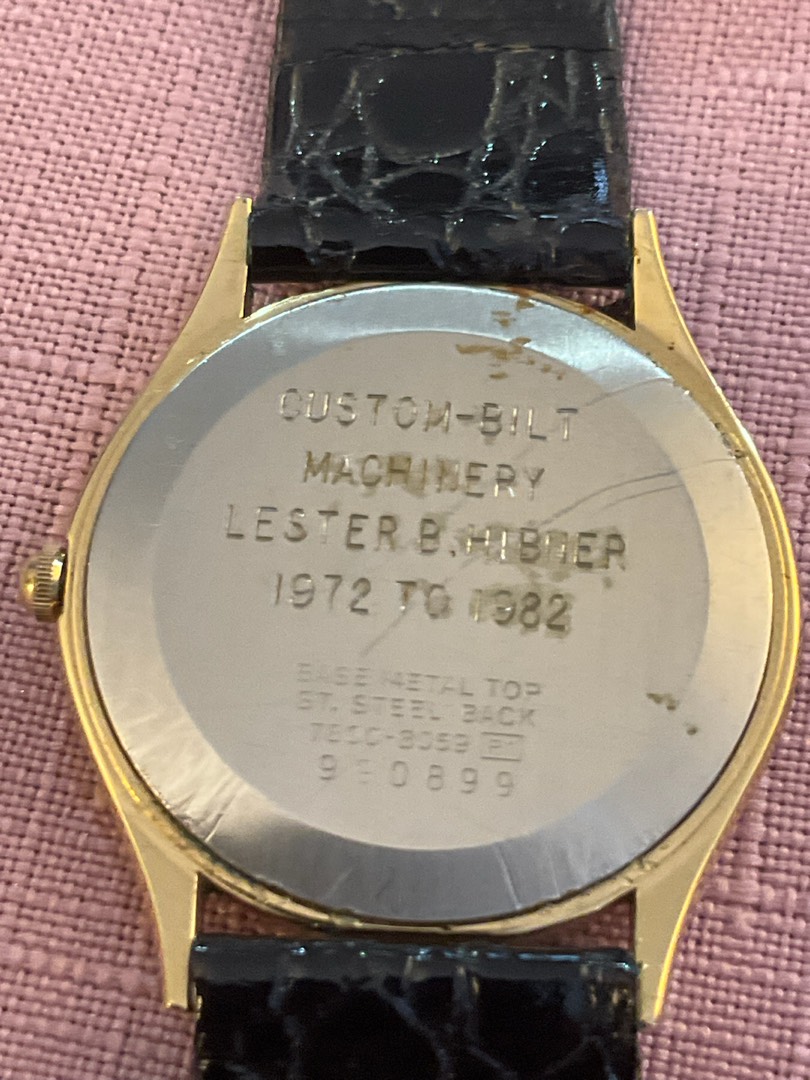 CUSTOM-BILT
MACHINERY
LESTER B. HIBNER
1972 TO 1982
BASE METAL TOP
ST. STEEL BACK